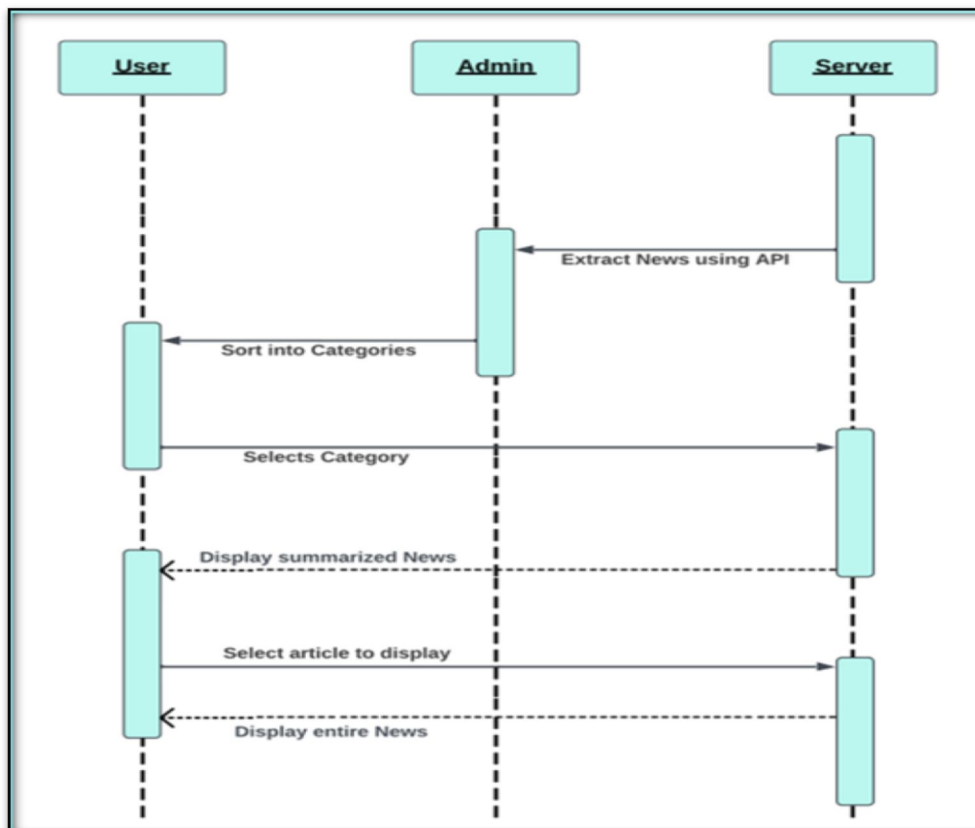 User
Admin
Server
Extract News using API
Sort into Categories
Selects Category
Display summarized News
Select article to display
Display entire News